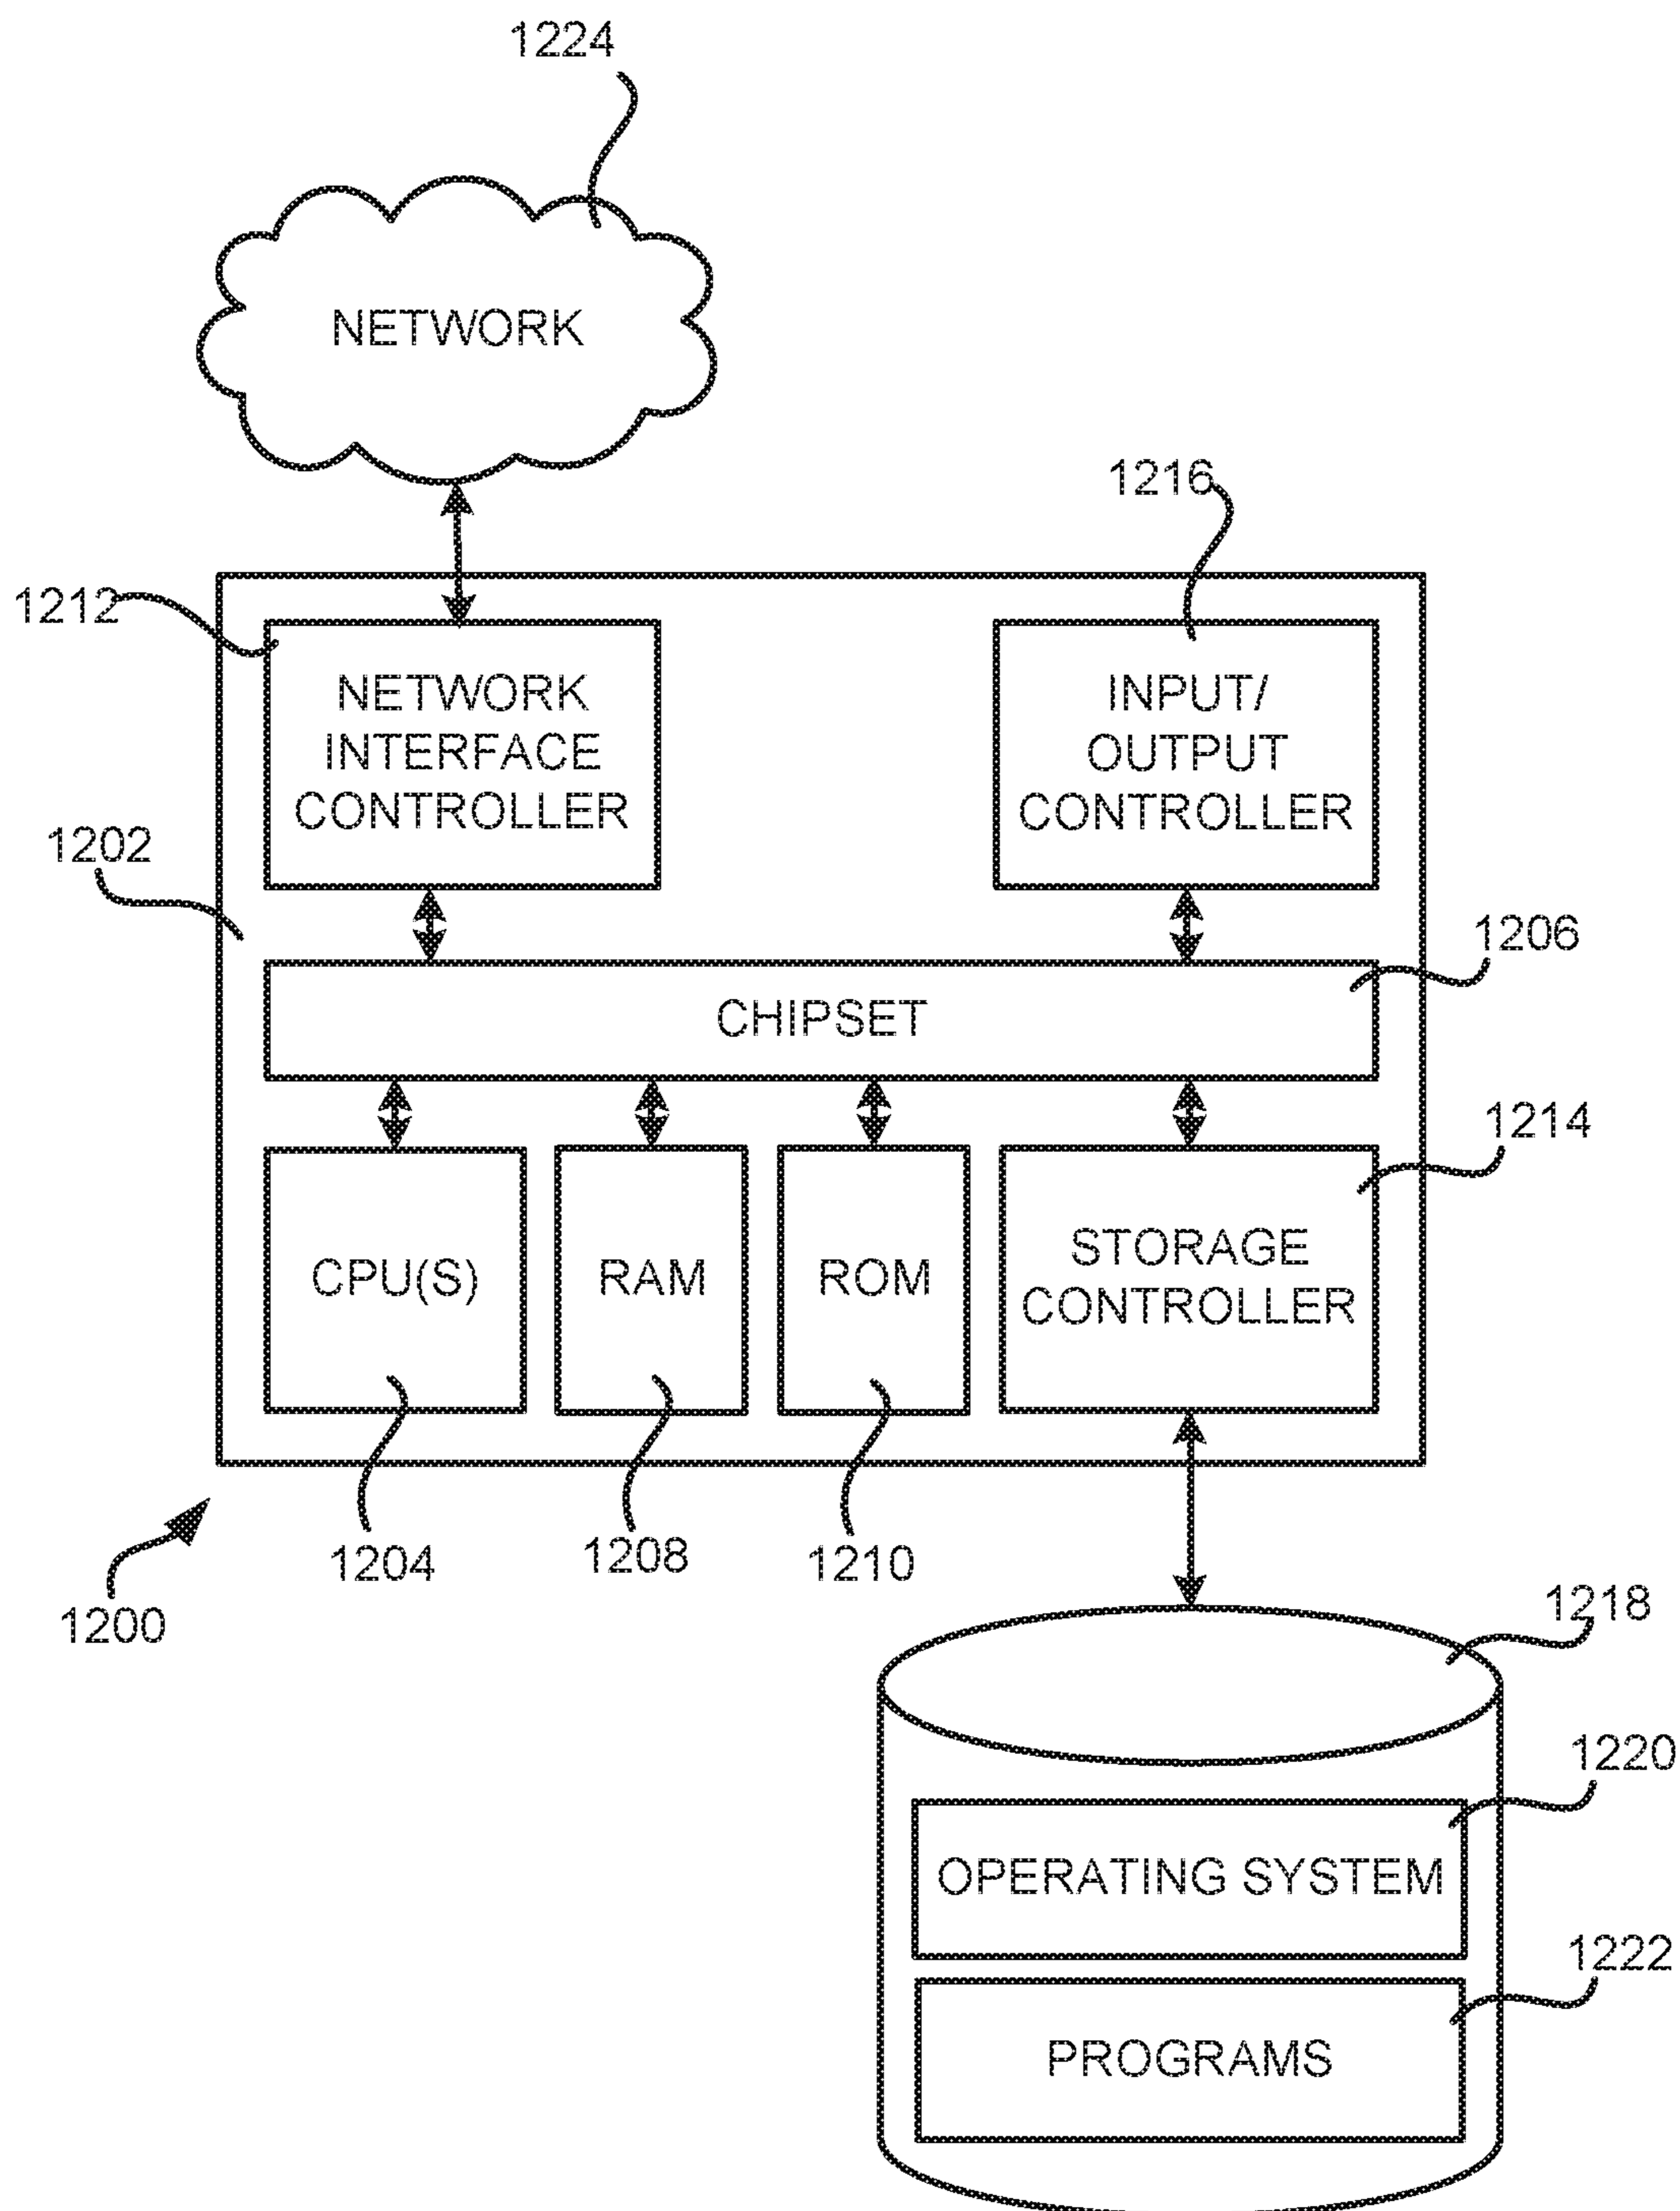 1224
NETWORK
1216
1212
NETWORK
INTERFACE
CONTROLLER
INPUT/
OUTPUT
CONTROLLER
1202
1206
CHIPSET
1214
CPU(S)
RAM
ROM
STORAGE
CONTROLLER
1204
1208
1210
1200
1218
1220
OPERATING SYSTEM
1222
PROGRAMS